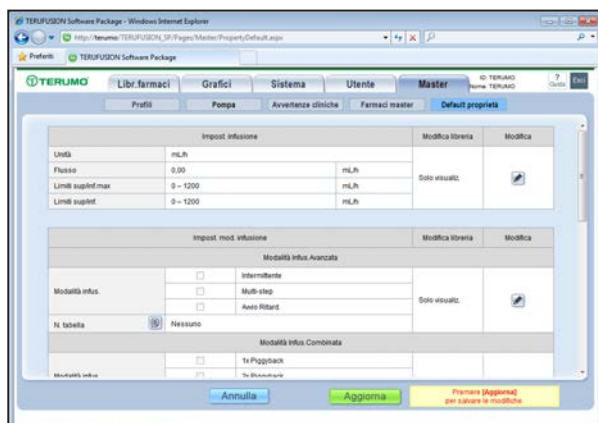 TERUFUSION Software Package - Windows Internet Explorer
http://terumo/TERUFUSION_SP/Pages/Master/PropertyDefault.aspx
Preferiti TERUFUSION Software Package
TERUMO Libr.farmaci Grafici Sistema Utente Master ID: TERUMO ? Esci
Nome: TERUMO Guida
Profili Pompa Avvertenze cliniche Farmaci master Default proprietà
Impost. infusione Modifica libreria Modifica
Unità mL/h
Flusso 0,00 mL/h
Solo visualiz.
Limiti sup/inf.max 0 – 1200 mL/h
Limiti sup/inf. 0 – 1200 mL/h
Impost. mod. infusione Modifica libreria Modifica
Modalità Infus.Avanzata
Intermittente
Modalità infus. Multi-step
Solo visualiz.
Avvio Ritard.
N. tabella Nessuno
Modalità Infus.Combinata
1x Piggyback
Modalità infus. 2x Piggyback
Annulla Aggiorna Premere [Aggiorna]
per salvare le modifiche